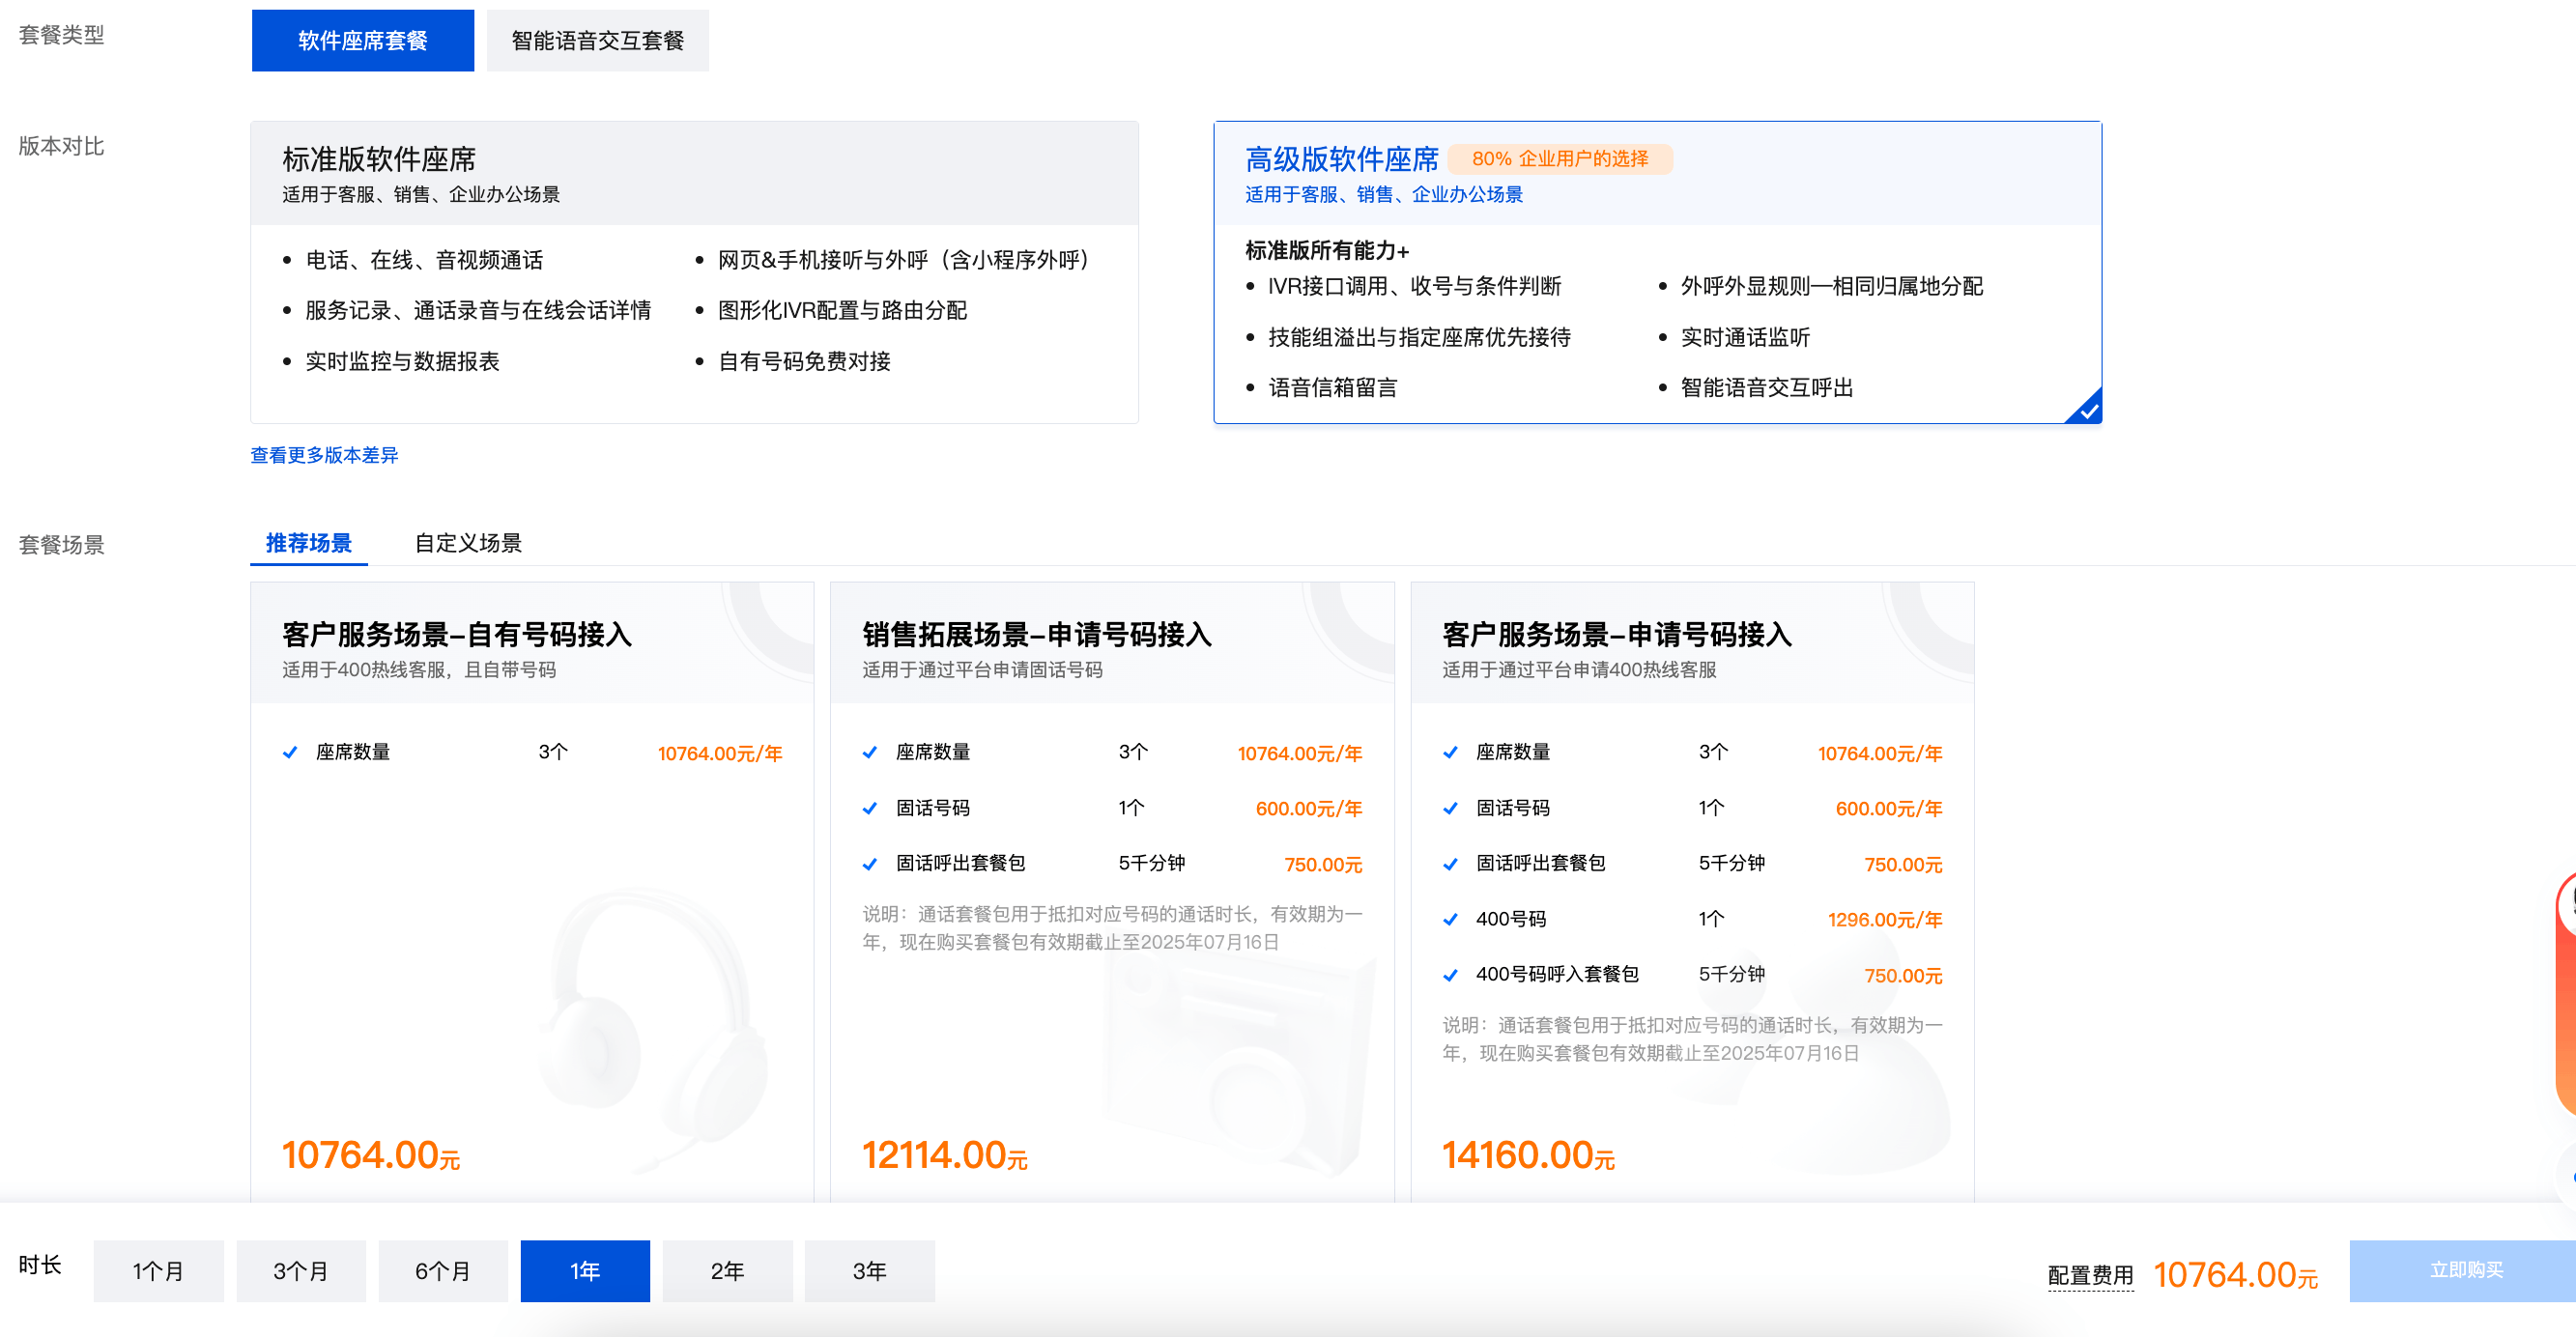 套餐类型
软件座席套餐
智能语音交互套餐
版本对比
标准版软件座席
适用于客服、销售、企业办公场景
电话、在线、音视频通话
网页&手机接听与外呼（含小程序外呼）
服务记录、通话录音与在线会话详情
图形化IVR配置与路由分配
实时监控与数据报表
自有号码免费对接
高级版软件座席
80% 企业用户的选择
适用于客服、销售、企业办公场景
标准版所有能力+
IVR接口调用、收号与条件判断
外呼外显规则—相同归属地分配
技能组溢出与指定座席优先接待
实时通话监听
语音信箱留言
智能语音交互呼出
查看更多版本差异
套餐场景
推荐场景
自定义场景
客户服务场景–自有号码接入
适用于400热线客服，且自带号码
座席数量 3个 10764.00元/年
10764.00元
销售拓展场景–申请号码接入
适用于通过平台申请固话号码
座席数量 3个 10764.00元/年
固话号码 1个 600.00元/年
固话呼出套餐包 5千分钟 750.00元
说明：通话套餐包用于抵扣对应号码的通话时长，有效期为一
年，现在购买套餐包有效期截止至2025年07月16日
12114.00元
客户服务场景–申请号码接入
适用于通过平台申请400热线客服
座席数量 3个 10764.00元/年
固话号码 1个 600.00元/年
固话呼出套餐包 5千分钟 750.00元
400号码 1个 1296.00元/年
400号码呼入套餐包 5千分钟 750.00元
说明：通话套餐包用于抵扣对应号码的通话时长，有效期为一
年，现在购买套餐包有效期截止至2025年07月16日
14160.00元
时长
1个月
3个月
6个月
1年
2年
3年
配置费用 10764.00元
立即购买